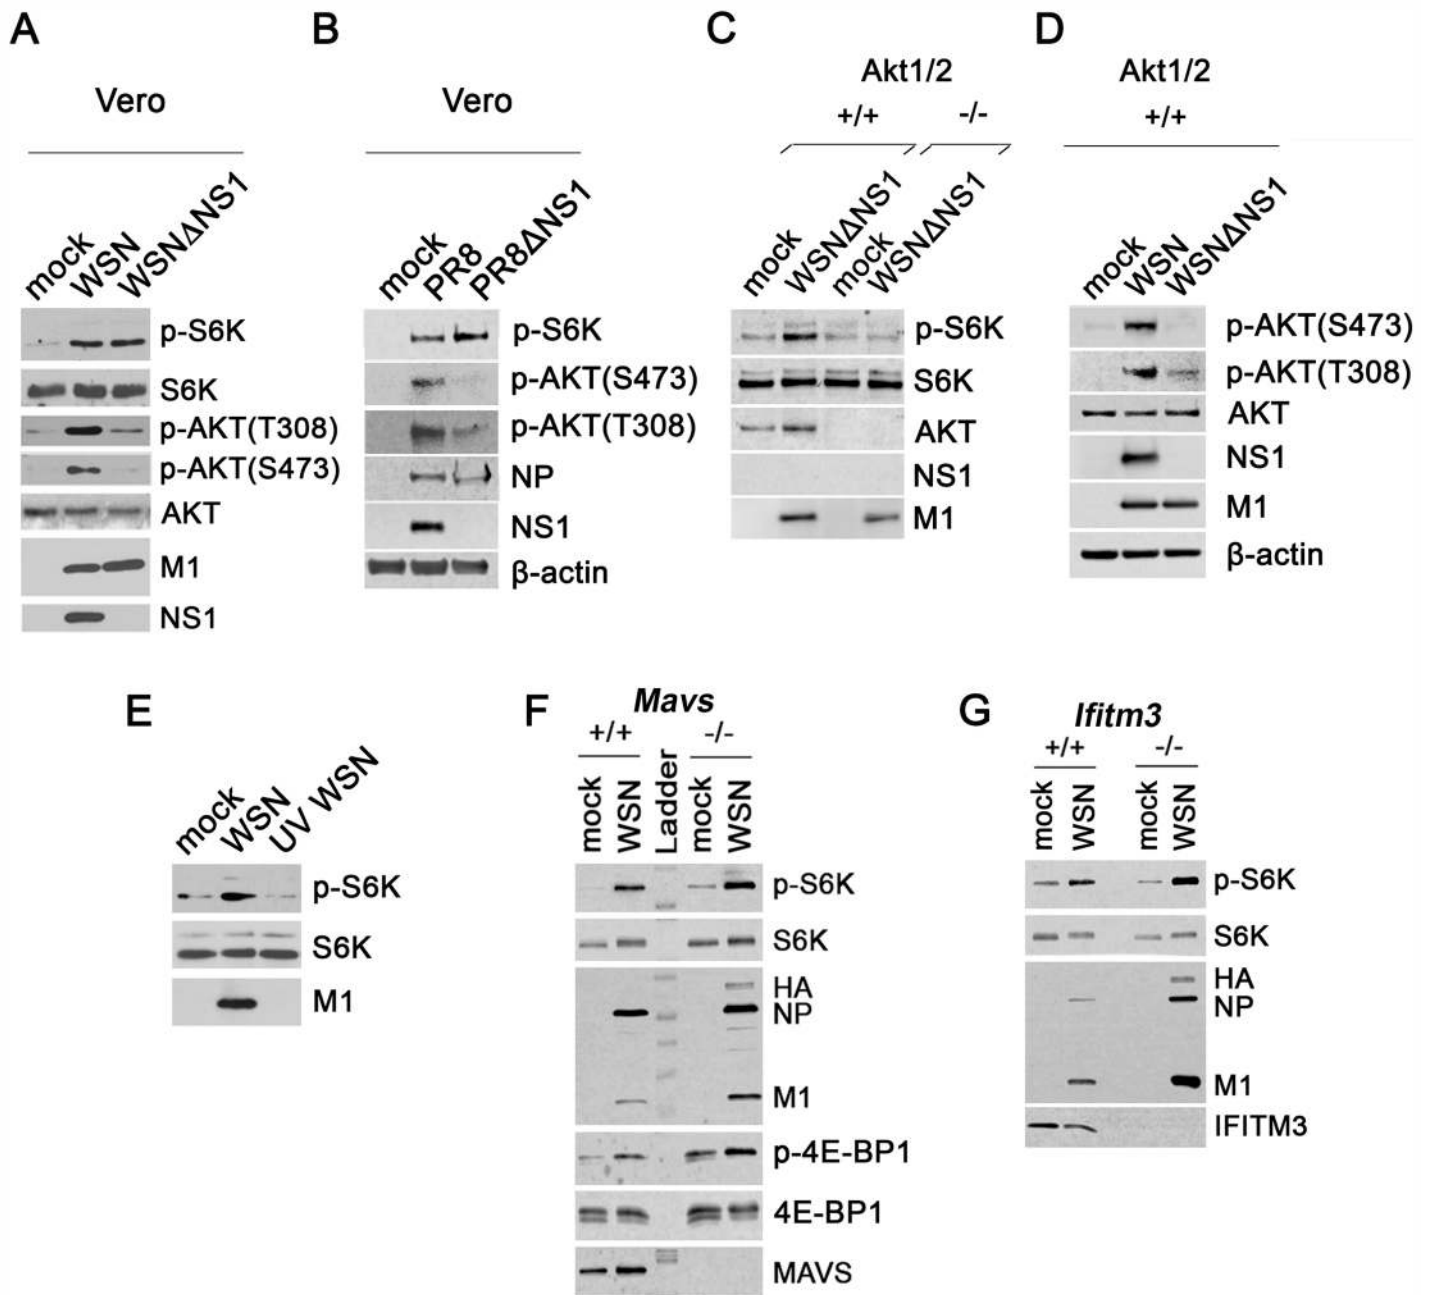 A
Vero
mock
WSN
WSNΔNS1
p-S6K
S6K
p-AKT(T308)
p-AKT(S473)
AKT
M1
NS1
B
Vero
mock
PR8
PR8ΔNS1
p-S6K
p-AKT(S473)
p-AKT(T308)
NP
NS1
β-actin
C
Akt1/2
+/+ -/-
mock
WSNΔNS1
mock
WSNΔNS1
p-S6K
S6K
AKT
NS1
M1
D
Akt1/2
+/+
mock
WSN
WSNΔNS1
p-AKT(S473)
p-AKT(T308)
AKT
NS1
M1
β-actin
E
mock
WSN
UV WSN
p-S6K
S6K
M1
F
Mavs
+/+ -/-
mock
WSN
Ladder
mock
WSN
p-S6K
S6K
HA
NP
M1
p-4E-BP1
4E-BP1
MAVS
G
Ifitm3
+/+ -/-
mock
WSN
mock
WSN
p-S6K
S6K
HA
NP
M1
IFITM3